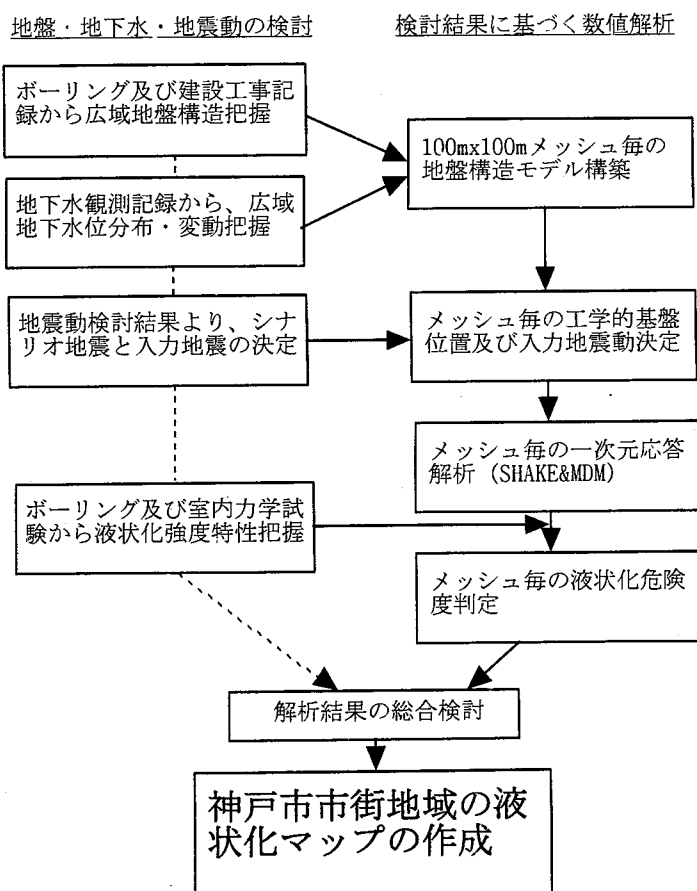 地盤・地下水・地震動の検討
検討結果に基づく数値解析
ボーリング及び建設工事記
録から広域地盤構造把握
100mx100mメッシュ毎の
地盤構造モデル構築
地下水観測記録から、広域
地下水位分布・変動把握
地震動検討結果より、シナ
リオ地震と入力地震の決定
メッシュ毎の工学的基盤
位置及び入力地震動決定
メッシュ毎の一次元応答
解析 (SHAKE&MDM)
ボーリング及び室内力学試
験から液状化強度特性把握
メッシュ毎の液状化危険
度判定
解析結果の総合検討
神戸市市街地域の液
状化マップの作成